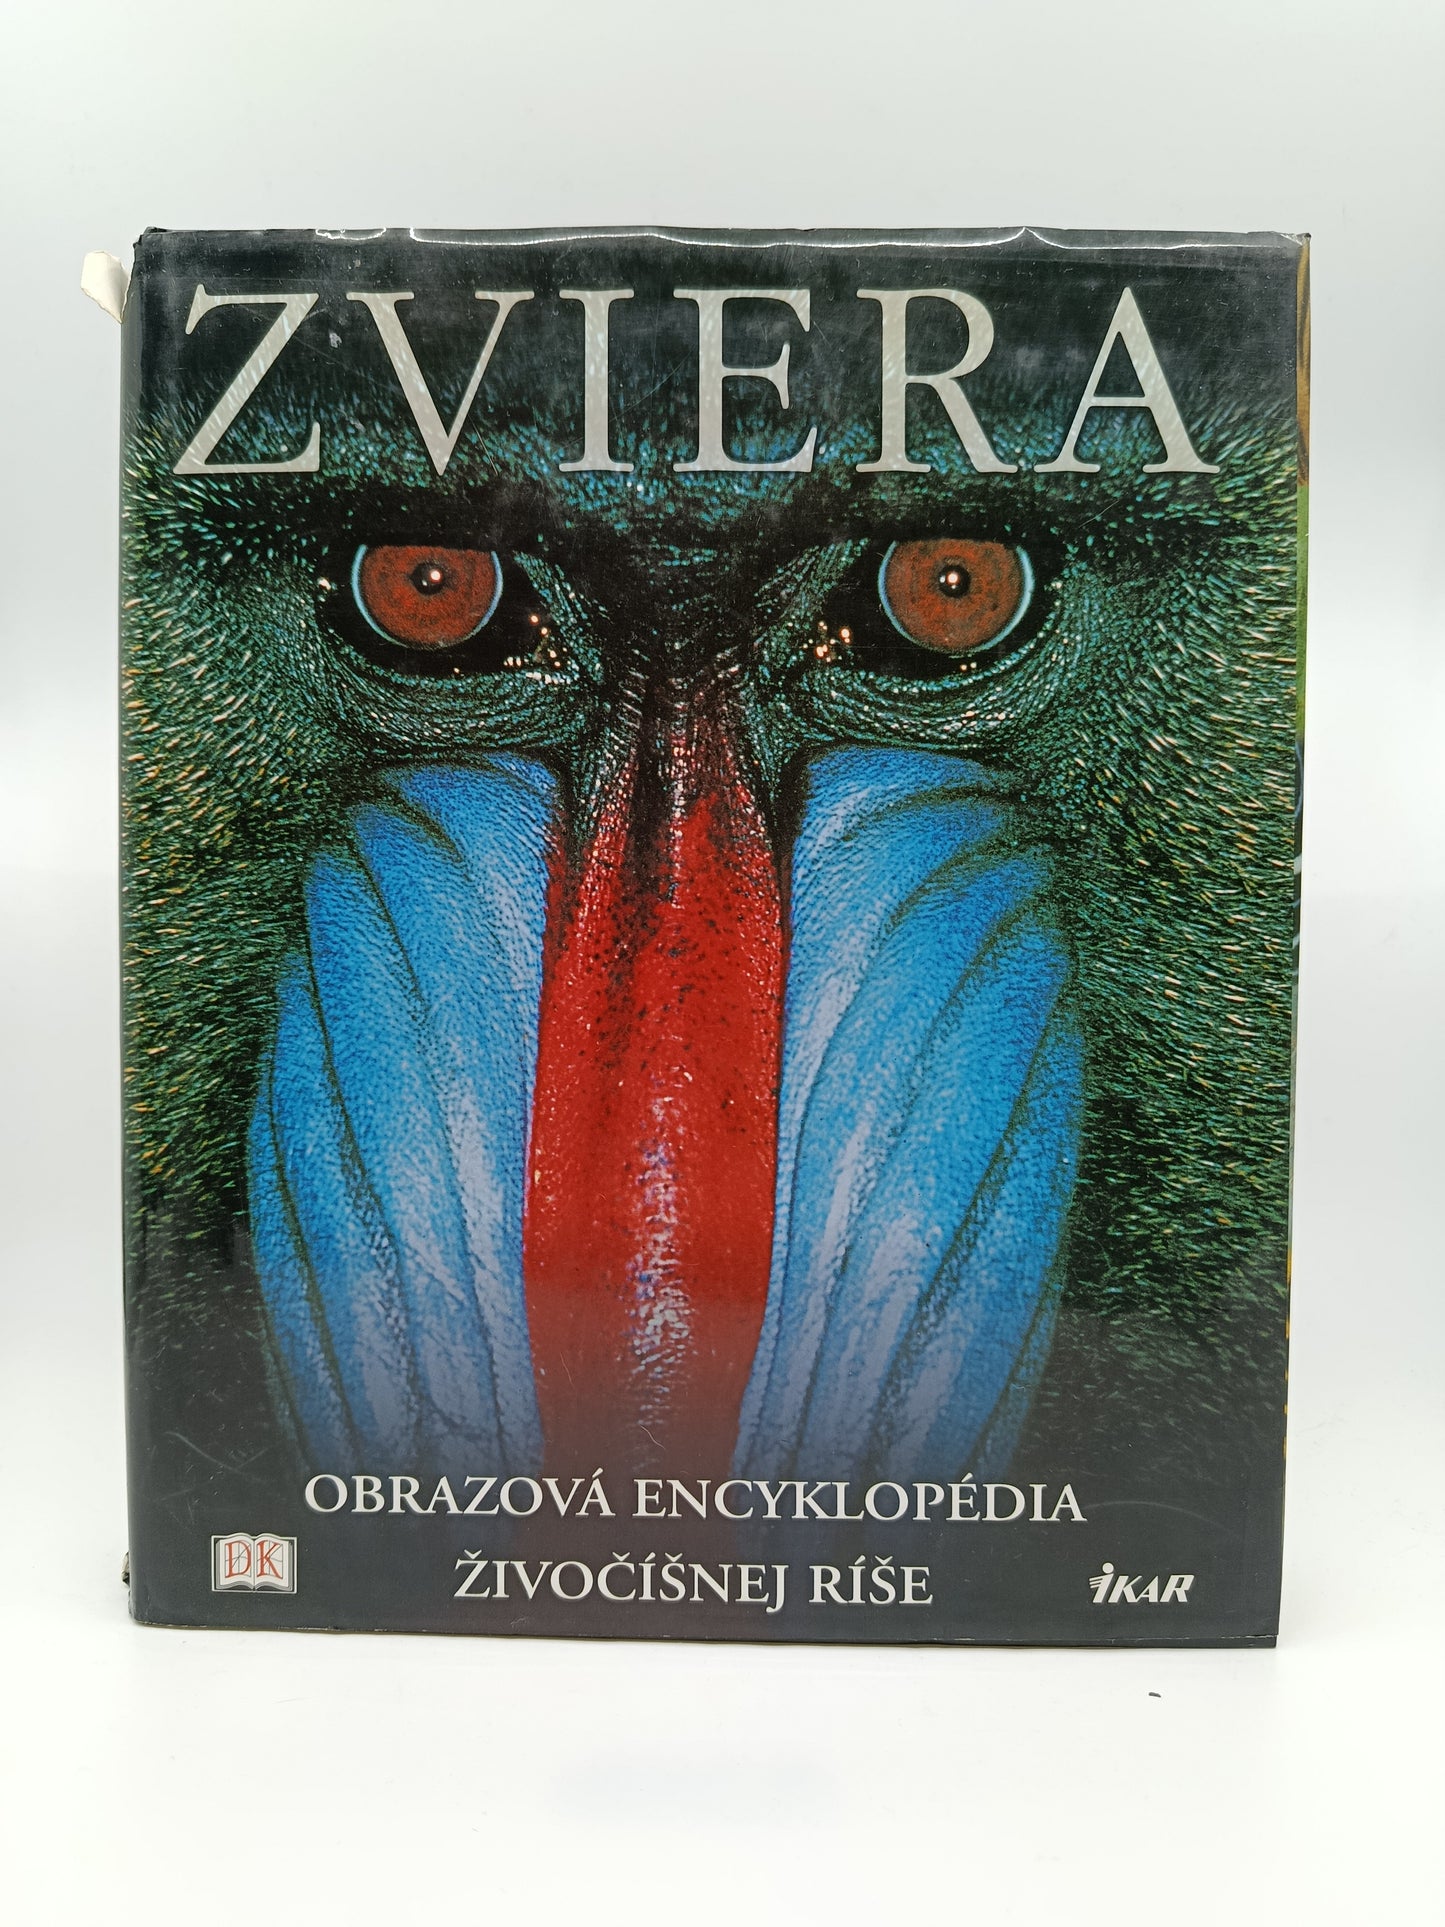 ZVIERA
OBRAZOVÁ ENCYKLOPÉDIA
ŽIVOČÍŠNEJ RÍŠE
DK
iKAR